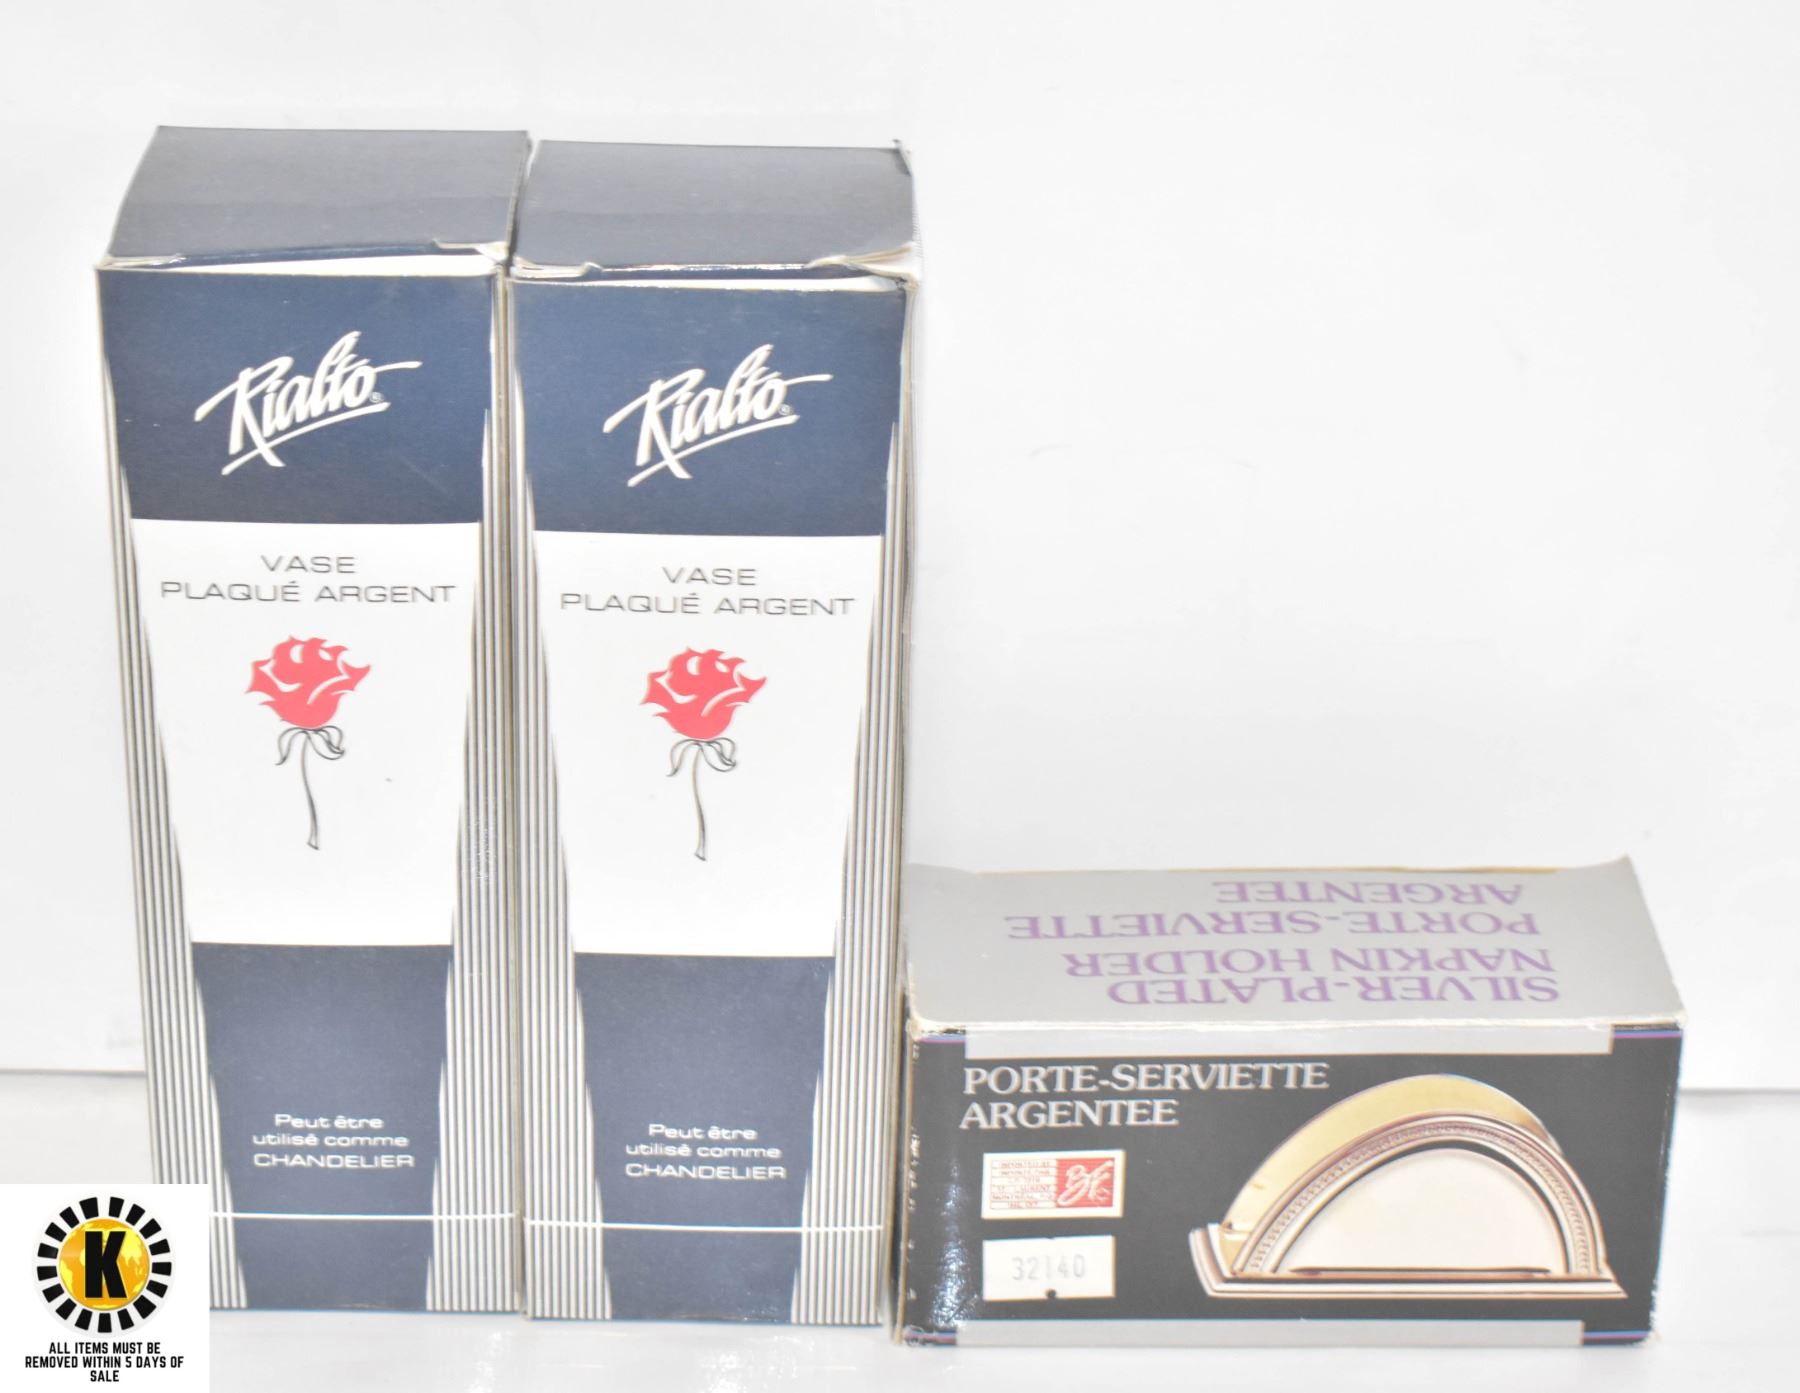 Rialto®
VASE
PLAQUÉ ARGENT
Peut être
utilisé comme
CHANDELIER
Rialto®
VASE
PLAQUÉ ARGENT
Peut être
utilisé comme
CHANDELIER
SILVER-PLATED
NAPKIN HOLDER
PORTE-SERVIETTE
ARGENTEE
PORTE-SERVIETTE
ARGENTEE
32140
K
ALL ITEMS MUST BE
REMOVED WITHIN 5 DAYS OF
SALE